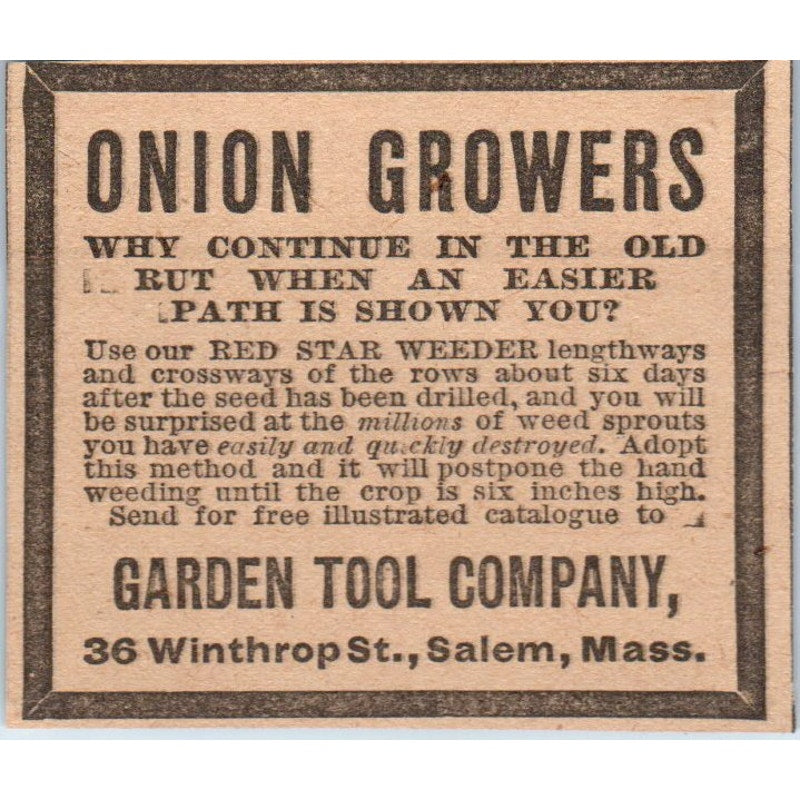 ONION GROWERS
WHY CONTINUE IN THE OLD
RUT WHEN AN EASIER
PATH IS SHOWN YOU?
Use our RED STAR WEEDER lengthways
and crossways of the rows about six days
after the seed has been drilled, and you will
be surprised at the millions of weed sprouts
you have easily and quickly destroyed. Adopt
this method and it will postpone the hand
weeding until the crop is six inches high.
Send for free illustrated catalogue to
GARDEN TOOL COMPANY,
36 Winthrop St., Salem, Mass.